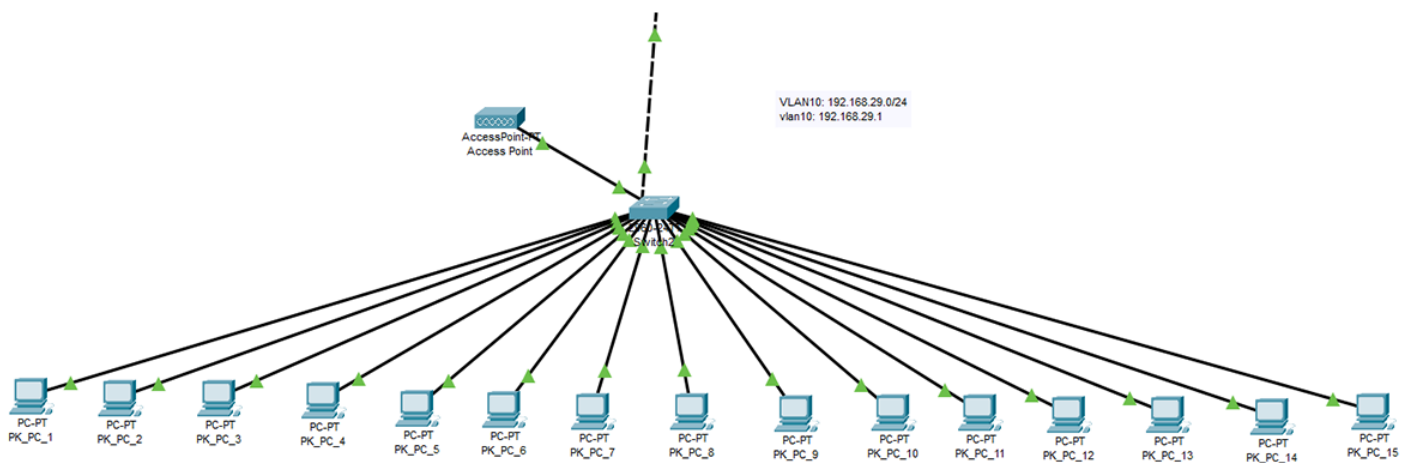 VLAN10: 192.168.29.0/24
vlan10: 192.168.29.1
AccessPoint-PT
Access Point
Switch2
PC-PT
PK_PC_1
PC-PT
PK_PC_2
PC-PT
PK_PC_3
PC-PT
PK_PC_4
PC-PT
PK_PC_5
PC-PT
PK_PC_6
PC-PT
PK_PC_7
PC-PT
PK_PC_8
PC-PT
PK_PC_9
PC-PT
PK_PC_10
PC-PT
PK_PC_11
PC-PT
PK_PC_12
PC-PT
PK_PC_13
PC-PT
PK_PC_14
PC-PT
PK_PC_15